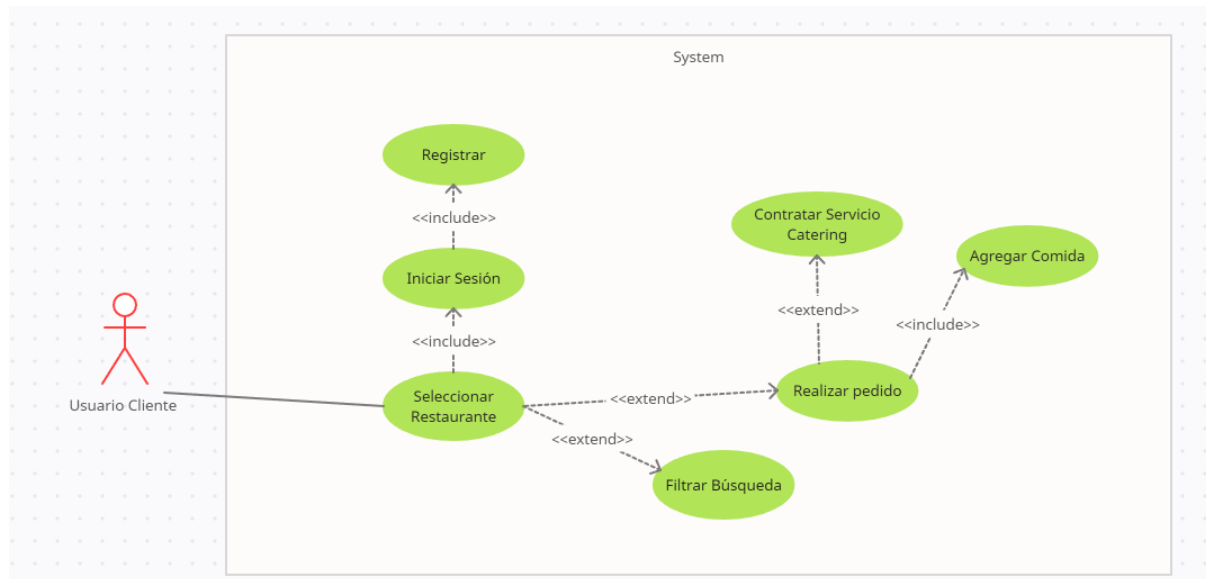 System
Registrar
<<include>>
Iniciar Sesión
<<include>>
Seleccionar
Restaurante
Usuario Cliente
<<extend>>
<<extend>>
Filtrar Búsqueda
Realizar pedido
<<extend>>
Contratar Servicio
Catering
<<include>>
Agregar Comida